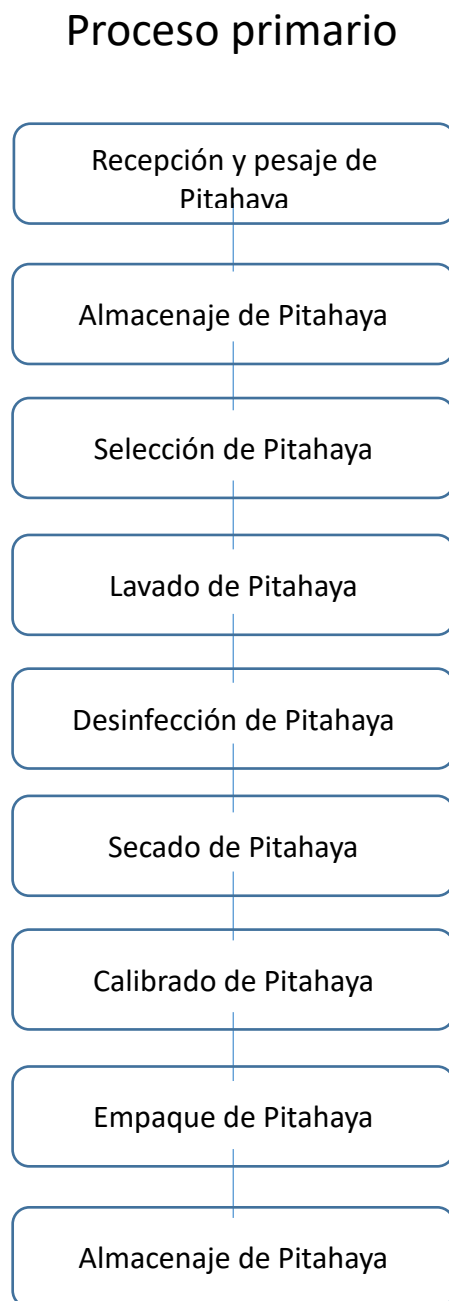 Proceso primario
Recepción y pesaje de
Pitahaya
Almacenaje de Pitahaya
Selección de Pitahaya
Lavado de Pitahaya
Desinfección de Pitahaya
Secado de Pitahaya
Calibrado de Pitahaya
Empaque de Pitahaya
Almacenaje de Pitahaya